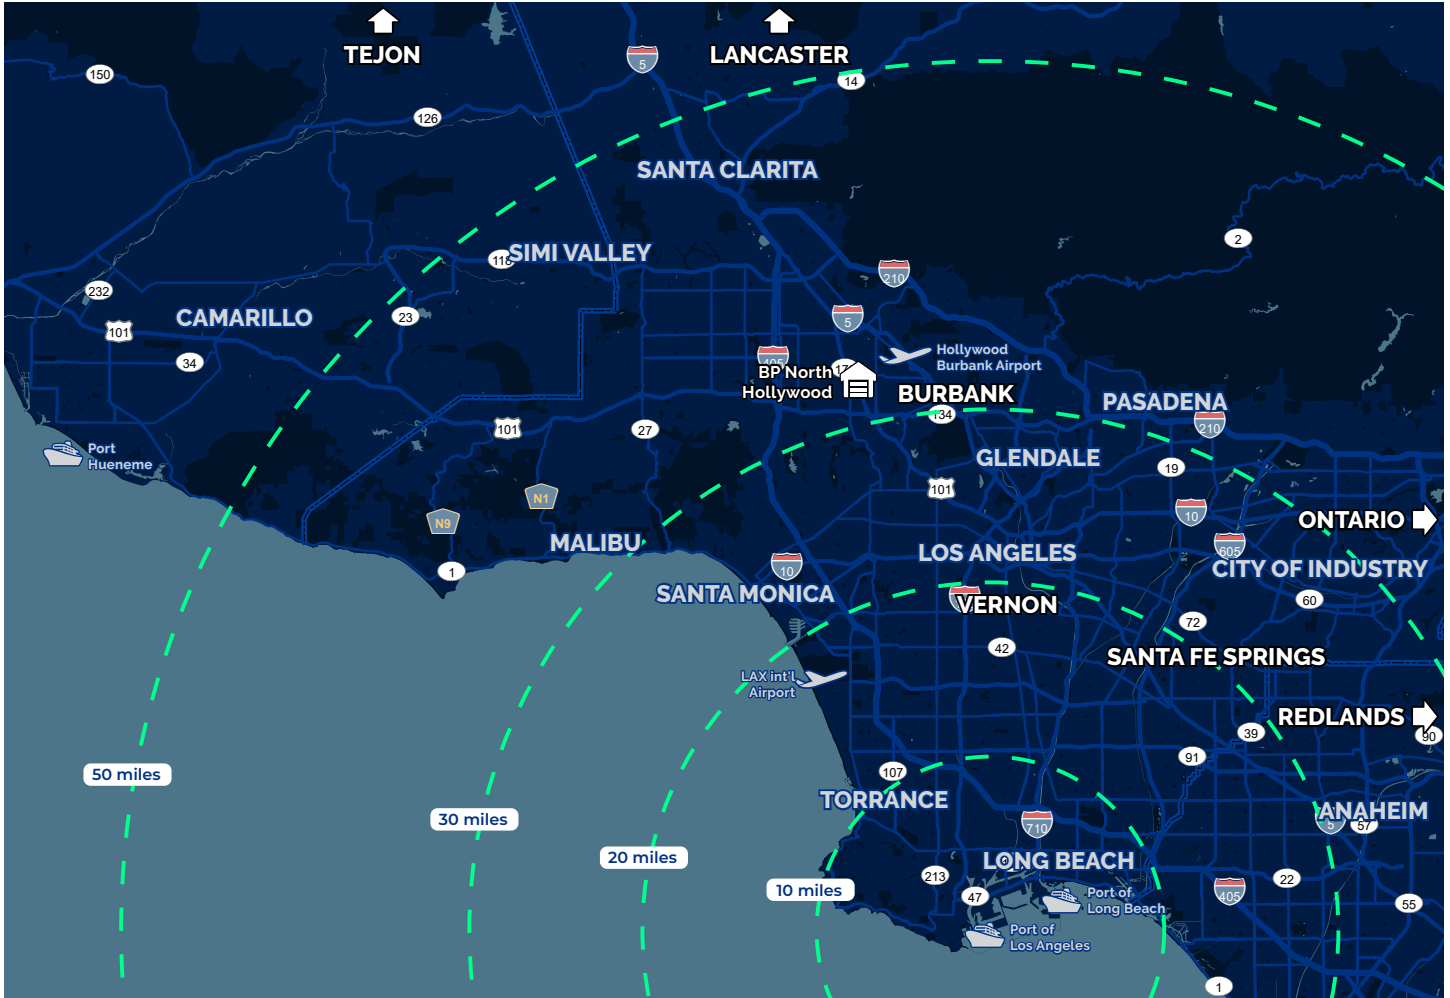 TEJON
LANCASTER
5
150
14
126
SANTA CLARITA
2
118
SIMI VALLEY
210
232
CAMARILLO
23
5
101
34
405
Hollywood
Burbank Airport
BP North
Hollywood
BURBANK
PASADENA
134
210
101
27
Port
Hueneme
GLENDALE
19
101
N1
N9
10
ONTARIO
MALIBU
605
LOS ANGELES
CITY OF INDUSTRY
1
10
SANTA MONICA
60
VERNON
72
42
SANTA FE SPRINGS
LAX int'l
Airport
REDLANDS
39
90
91
50 miles
107
TORRANCE
30 miles
710
ANAHEIM
5
57
20 miles
LONG BEACH
213
22
10 miles
405
47
Port of
Long Beach
55
Port of
Los Angeles
1